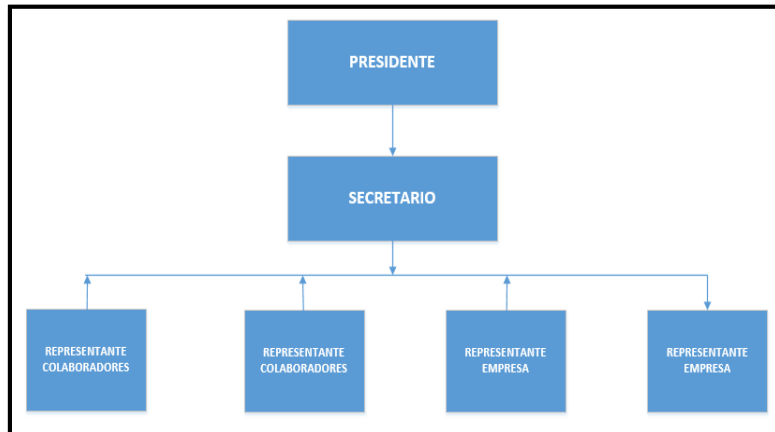 PRESIDENTE
SECRETARIO
REPRESENTANTE
COLABORADORES
REPRESENTANTE
COLABORADORES
REPRESENTANTE
EMPRESA
REPRESENTANTE
EMPRESA